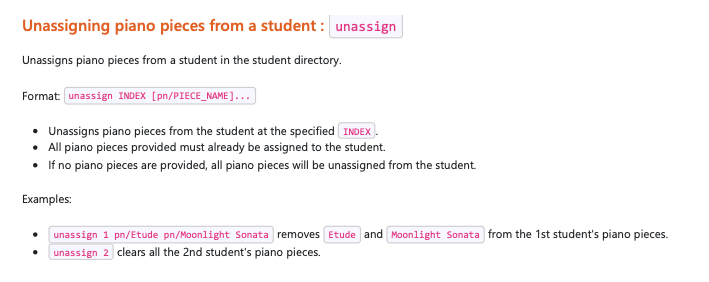 Unassigning piano pieces from a student : unassign
Unassigns piano pieces from a student in the student directory.
Format: unassign INDEX [pn/PIECE_NAME]...
• Unassigns piano pieces from the student at the specified INDEX.
• All piano pieces provided must already be assigned to the student.
• If no piano pieces are provided, all piano pieces will be unassigned from the student.
Examples:
• unassign 1 pn/Etude pn/Moonlight Sonata removes Etude and Moonlight Sonata from the 1st student's piano pieces.
• unassign 2 clears all the 2nd student's piano pieces.